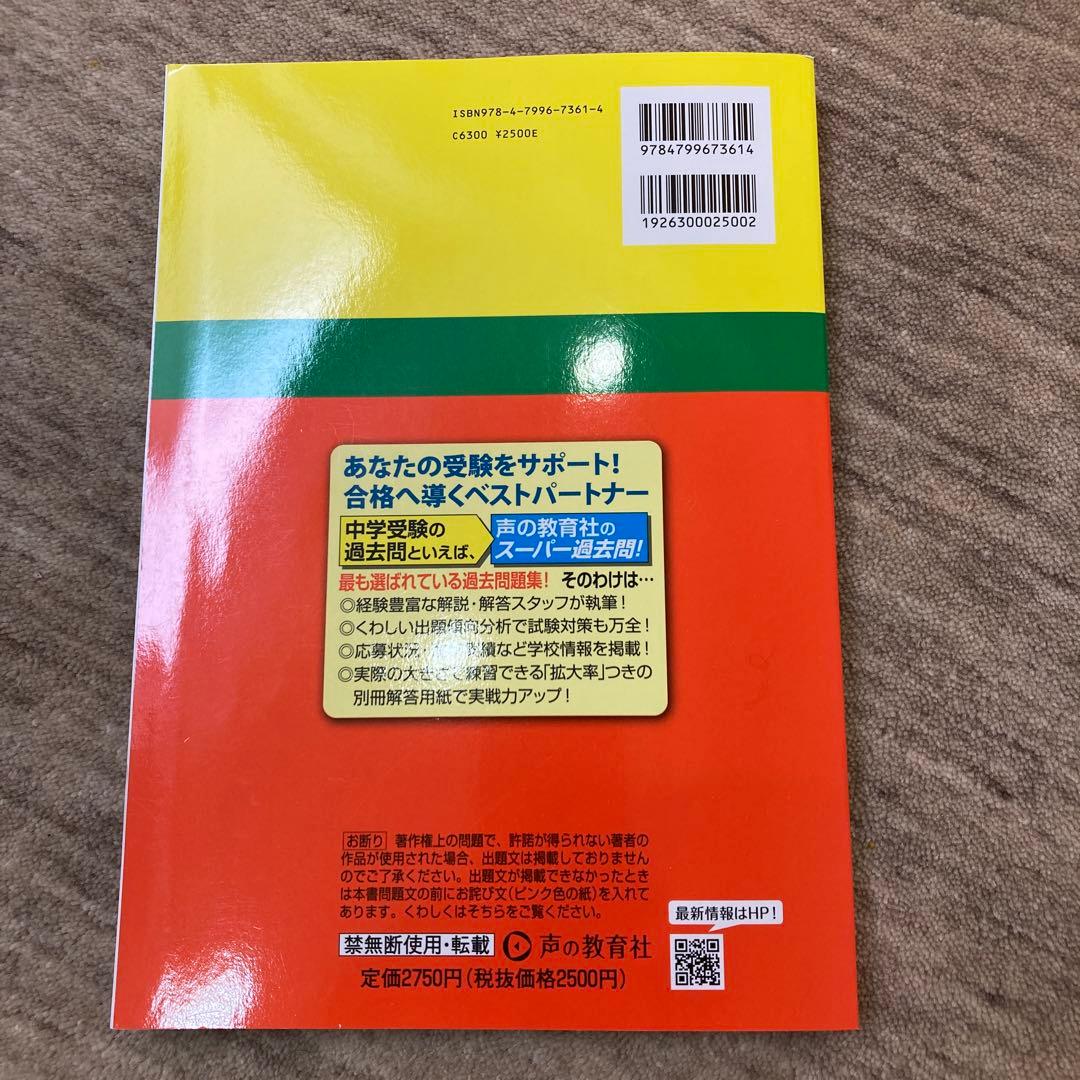 ISBN978-4-7996-7361-4
C6300 ¥2500E
9784799673614
1926300025002
あなたの受験をサポート!
合格へ導くベストパートナー
中学受験の
過去問といえば、
声の教育社の
スーパー過去問!
最も選ばれている過去問題集! そのわけは…
◎経験豊富な解説・解答スタッフが執筆!
◎くわしい出題傾向分析で試験対策も万全!
◎応募状況・ 績など学校情報を掲載!
◎実際の大きさで練習できる「拡大率」つきの
別冊解答用紙で実戦力アップ!
お断り 著作権上の問題で、許諾が得られない著者の
作品が使用された場合、出題文は掲載しておりません
のでご了承ください。出題文が掲載できなかったとき
は本書問題文の前にお詫び文(ピンク色の紙)を入れて
あります。くわしくはそちらをご覧ください。
最新情報はHP!
禁無断使用・転載 声の教育社
定価2750円(税抜価格2500円)